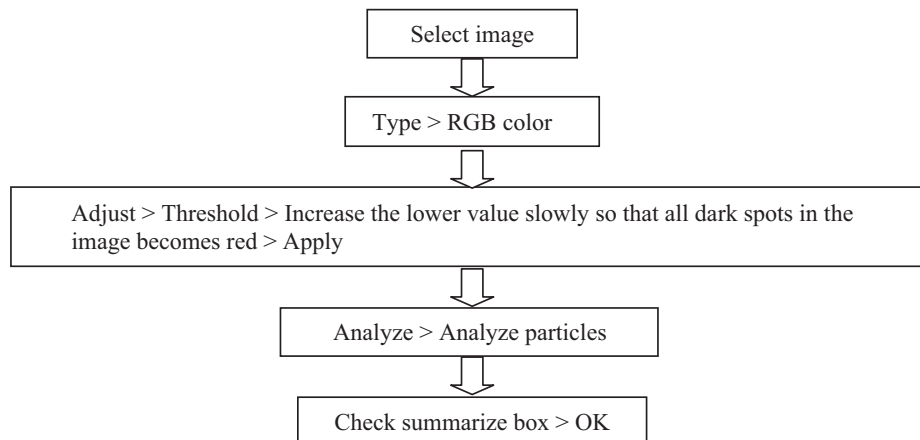 Select image
Type > RGB color
Adjust > Threshold > Increase the lower value slowly so that all dark spots in the
image becomes red > Apply
Analyze > Analyze particles
Check summarize box > OK